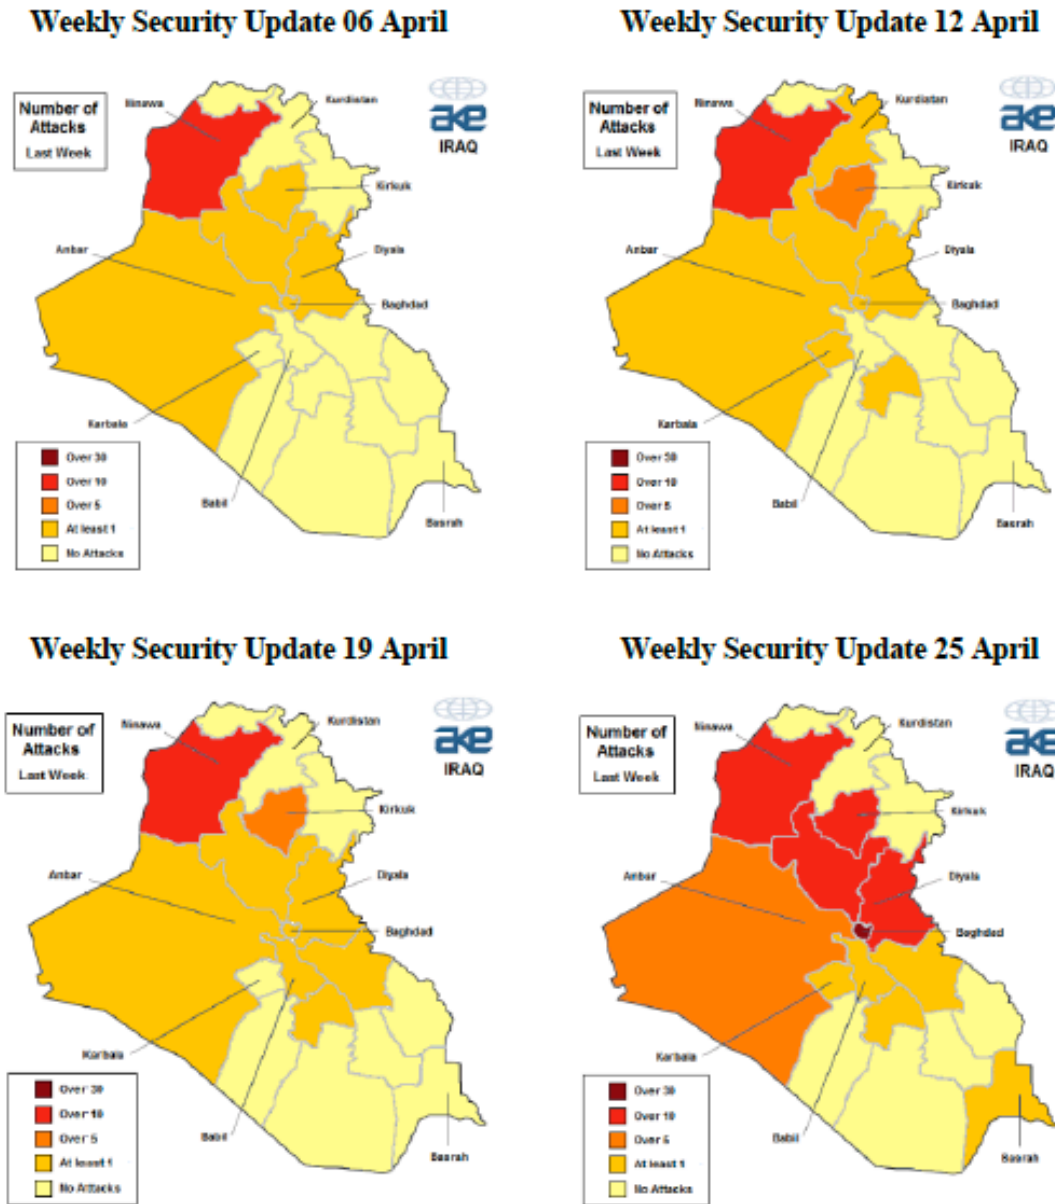 Weekly Security Update 06 April
Number of
Attacks
Last Week
Ninawa
Kurdistan
ake
IRAQ
Kirkuk
Anbar
Diyala
Baghdad
Karbala
Babil
Basrah
Over 30
Over 10
Over 5
At least 1
No Attacks
Weekly Security Update 12 April
Number of
Attacks
Last Week
Ninawa
Kurdistan
ake
IRAQ
Kirkuk
Anbar
Diyala
Baghdad
Karbala
Babil
Basrah
Over 30
Over 10
Over 5
At least 1
No Attacks
Weekly Security Update 19 April
Number of
Attacks
Last Week
Ninawa
Kurdistan
ake
IRAQ
Kirkuk
Anbar
Diyala
Baghdad
Karbala
Babil
Basrah
Over 30
Over 10
Over 5
At least 1
No Attacks
Weekly Security Update 25 April
Number of
Attacks
Last Week
Ninawa
Kurdistan
ake
IRAQ
Kirkuk
Anbar
Diyala
Baghdad
Karbala
Babil
Basrah
Over 30
Over 10
Over 5
At least 1
No Attacks